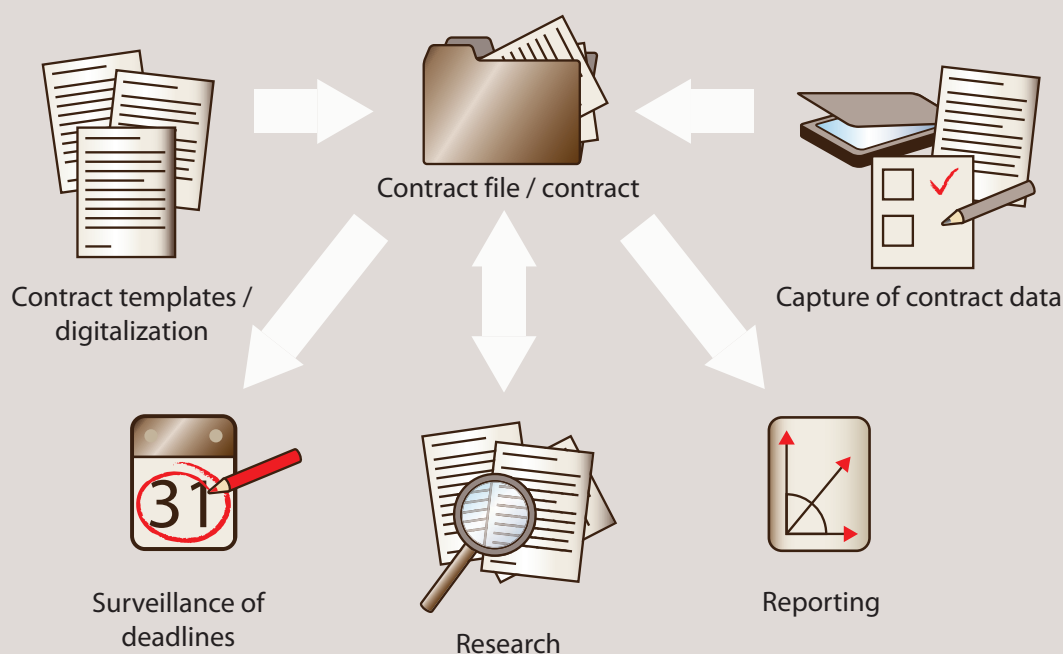 Contract file / contract
Contract templates /
digitalization
Capture of contract data
31
Surveillance of
deadlines
Research
Reporting